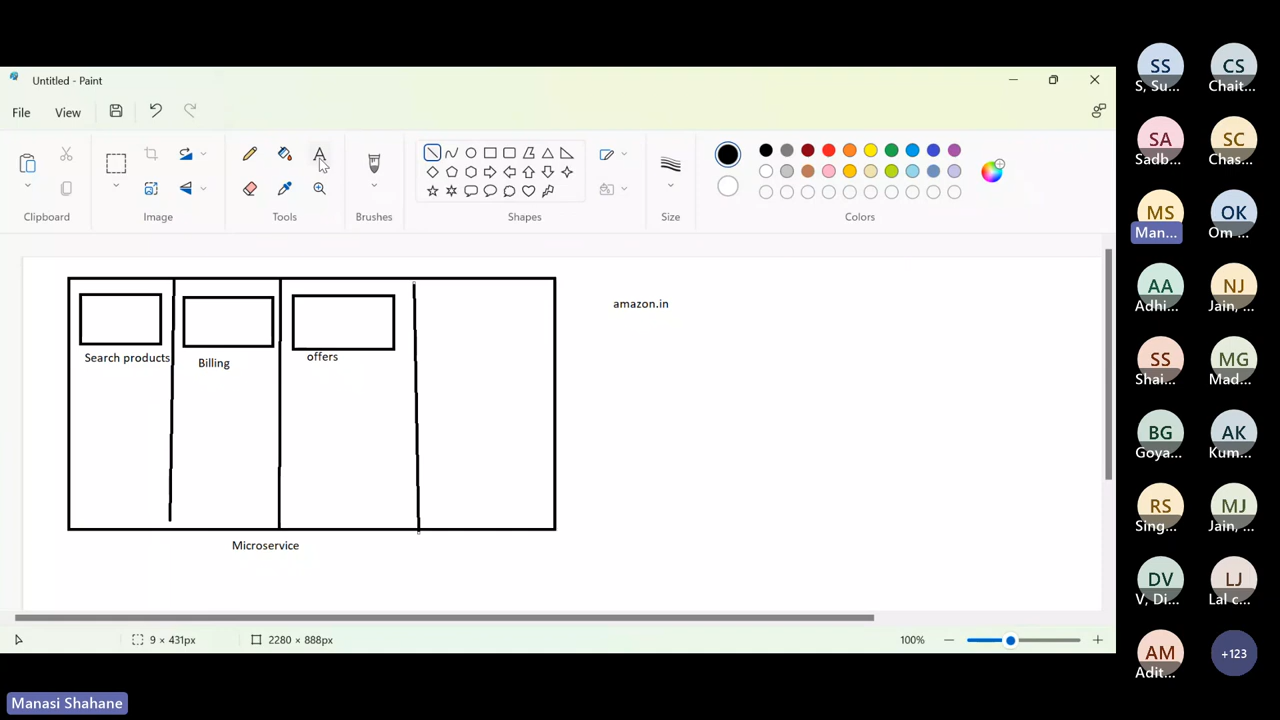 Untitled - Paint
File
View
Clipboard
Image
Tools
Brushes
Shapes
Size
Colors
Search products
Billing
offers
amazon.in
Microservice
9 × 431px
2280 × 888px
100%
SS
S, Su...
CS
Chait...
SA
Sadb...
SC
Chas...
MS
Man...
OK
Om ...
AA
Adhi...
NJ
Jain, ...
SS
Shai...
MG
Mad...
BG
Goya...
AK
Kum...
RS
Sing...
MJ
Jain, ...
DV
V, Di...
LJ
Lal c...
AM
Adit...
+123
Manasi Shahane